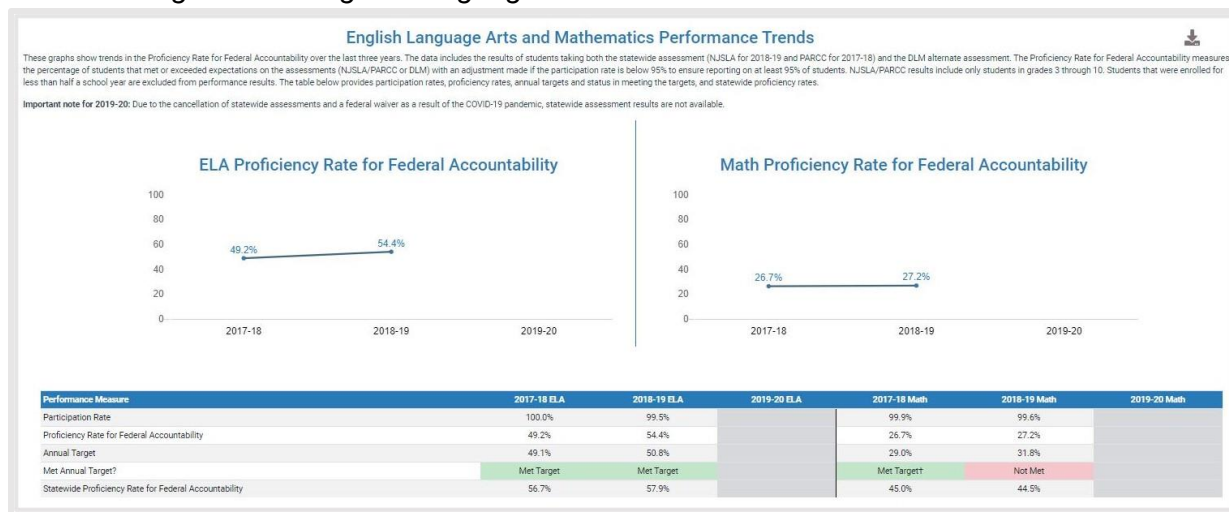 English Language Arts and Mathematics Performance Trends
These graphs show trends in the Proficiency Rate for Federal Accountability over the last three years. The data includes the results of students taking both the statewide assessment (NJSLA for 2018-19 and PARCC for 2017-18) and the DLM alternate assessment. The Proficiency Rate for Federal Accountability measures
the percentage of students that met or exceeded expectations on the assessments (NJSLA/PARCC or DLM) with an adjustment made if the participation rate is below 95% to ensure reporting on at least 95% of students. NJSLA/PARCC results include only students in grades 3 through 10. Students that were enrolled for
less than half a school year are excluded from performance results. The table below provides participation rates, proficiency rates, annual targets and status in meeting the targets, and statewide proficiency rates.
Important note for 2019-20: Due to the cancellation of statewide assessments and a federal waiver as a result of the COVID-19 pandemic, statewide assessment results are not available.
ELA Proficiency Rate for Federal Accountability
100
80
60
40
20
0
49.2%
54.4%
2017-18 2018-19 2019-20
Math Proficiency Rate for Federal Accountability
100
80
60
40
20
0
26.7%
27.2%
2017-18 2018-19 2019-20
Performance Measure 2017-18 ELA 2018-19 ELA 2019-20 ELA 2017-18 Math 2018-19 Math 2019-20 Math
Participation Rate 100.0% 99.5% 99.9% 99.6%
Proficiency Rate for Federal Accountability 49.2% 54.4% 26.7% 27.2%
Annual Target 49.1% 50.8% 29.0% 31.8%
Met Annual Target? Met Target Met Target Met Target† Not Met
Statewide Proficiency Rate for Federal Accountability 56.7% 57.9% 45.0% 44.5%